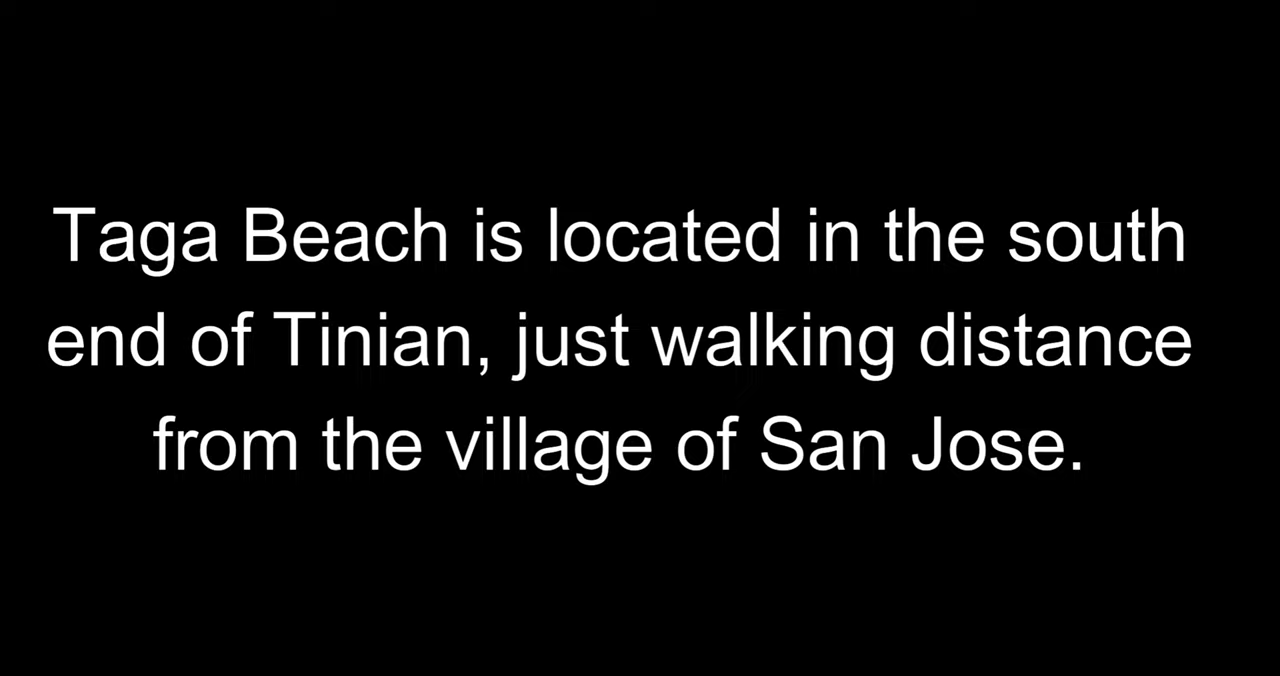 Taga Beach is located in the south
end of Tinian, just walking distance
from the village of San Jose.